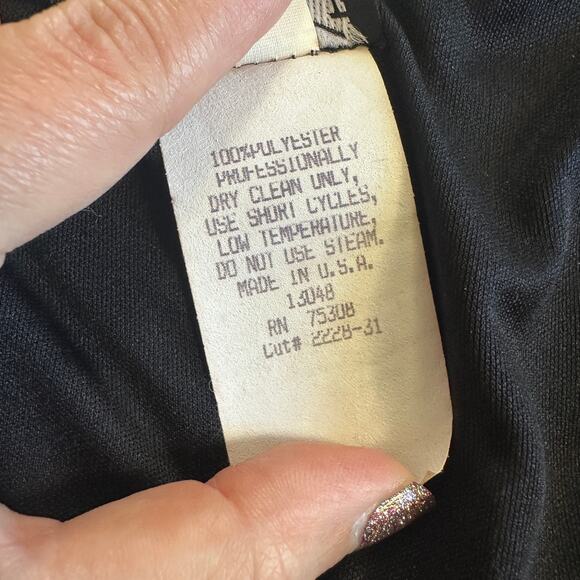 100%POLYESTER
PROFESSIONALLY
DRY CLEAN ONLY,
USE SHORT CYCLES,
LOW TEMPERATURE,
DO NOT USE STEAM.
MADE IN U.S.A.
13048
RN 75308
Cut# 2228-31